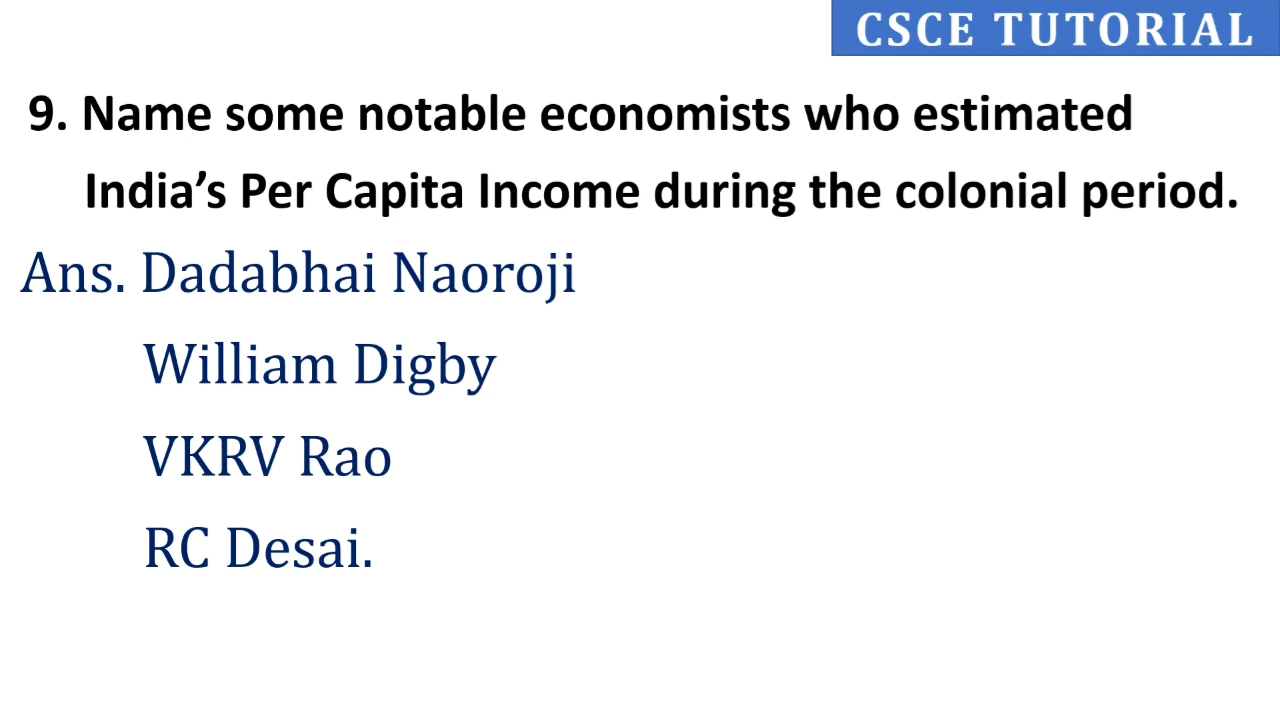 CSCE TUTORIAL
9. Name some notable economists who estimated
India’s Per Capita Income during the colonial period.
Ans. Dadabhai Naoroji
William Digby
VKRV Rao
RC Desai.